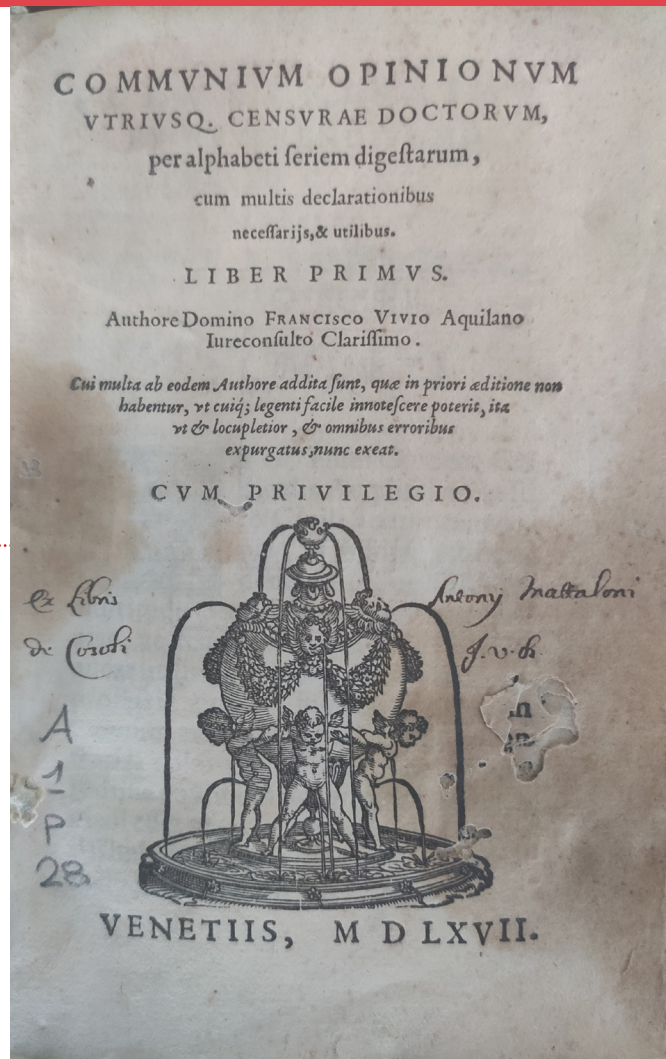 COMMVNIVM OPINIONVM
VTRIVSQ. CENSVRAE DOCTORVM,
per alphabeti ſeriem digeſtarum,
cum multis declarationibus
neceſſarijs,& utilibus.
LIBER PRIMVS.
Authore Domino FRANCISCO VIVIO Aquilano
Iureconſulto Clariſſimo.
Cui multa ab eodem Authore addita ſunt, quæ in priori æditione non
habentur, vt cuiq́; legenti facile innoteſcere poterit, ita
vt & locupletior, & omnibus erroribus
expurgatus, nunc exeat.
CVM PRIVILEGIO.
Ex Libris Antonij
de J. v. d.
A
1
P
28
VENETIIS, M D LXVII.